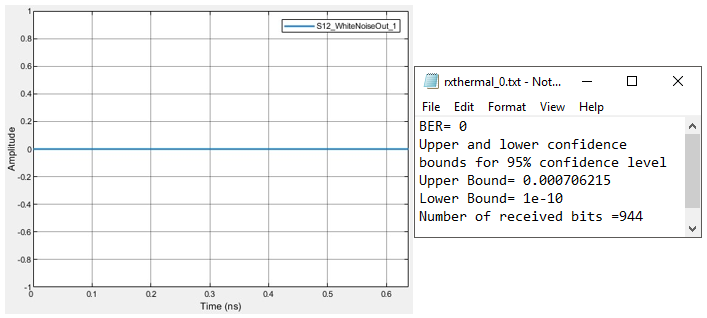 S12_WhiteNoiseOut_1
1
0.8
0.6
0.4
0.2
0
-0.2
-0.4
-0.6
-0.8
-1
Amplitude
0 0.1 0.2 0.3 0.4 0.5 0.6
Time (ns)
rxthermal_0.txt - Not...
File Edit Format View Help
BER= 0
Upper and lower confidence
bounds for 95% confidence level
Upper Bound= 0.000706215
Lower Bound= 1e-10
Number of received bits =944